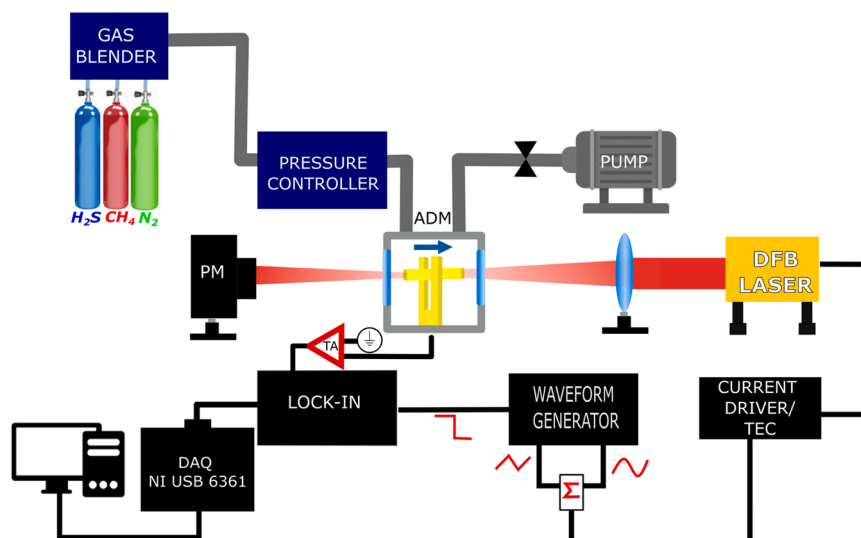 GAS
BLENDER
H₂S CH₄ N₂
PRESSURE
CONTROLLER
ADM
PUMP
PM
DFB
LASER
TA
LOCK-IN
WAVEFORM
GENERATOR
CURRENT
DRIVER/
TEC
DAQ
NI USB 6361
Σ